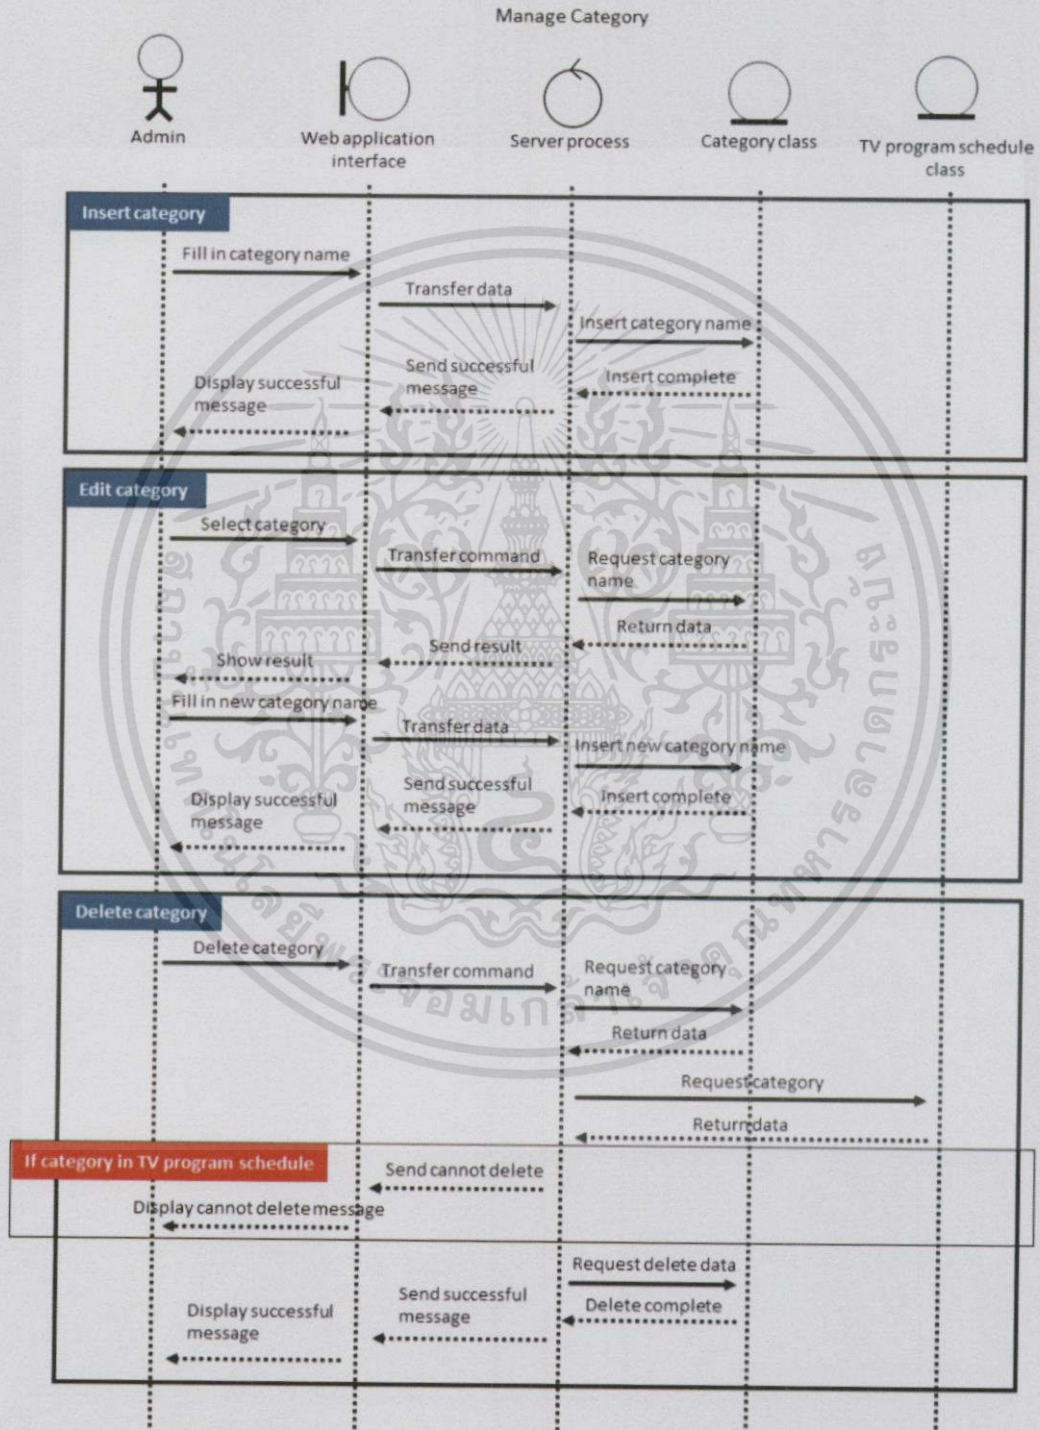 Manage Category
Admin
Web application
interface
Server process
Category class
TV program schedule
class
Insert category
Fill in category name
Transfer data
Insert category name
Insert complete
Send successful
message
Display successful
message
Edit category
Select category
Transfer command
Request category
name
Return data
Send result
Show result
Fill in new category name
Transfer data
Insert new category name
Insert complete
Send successful
message
Display successful
message
Delete category
Delete category
Transfer command
Request category
name
Return data
Request category
Return data
If category in TV program schedule
Send cannot delete
Display cannot delete message
Request delete data
Delete complete
Send successful
message
Display successful
message